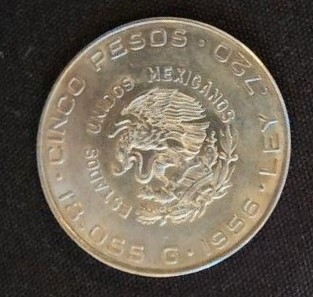 ESTADOS UNIDOS MEXICANOS
CINCO PESOS · .720 · LEY · 1956 · 18.055 G ·